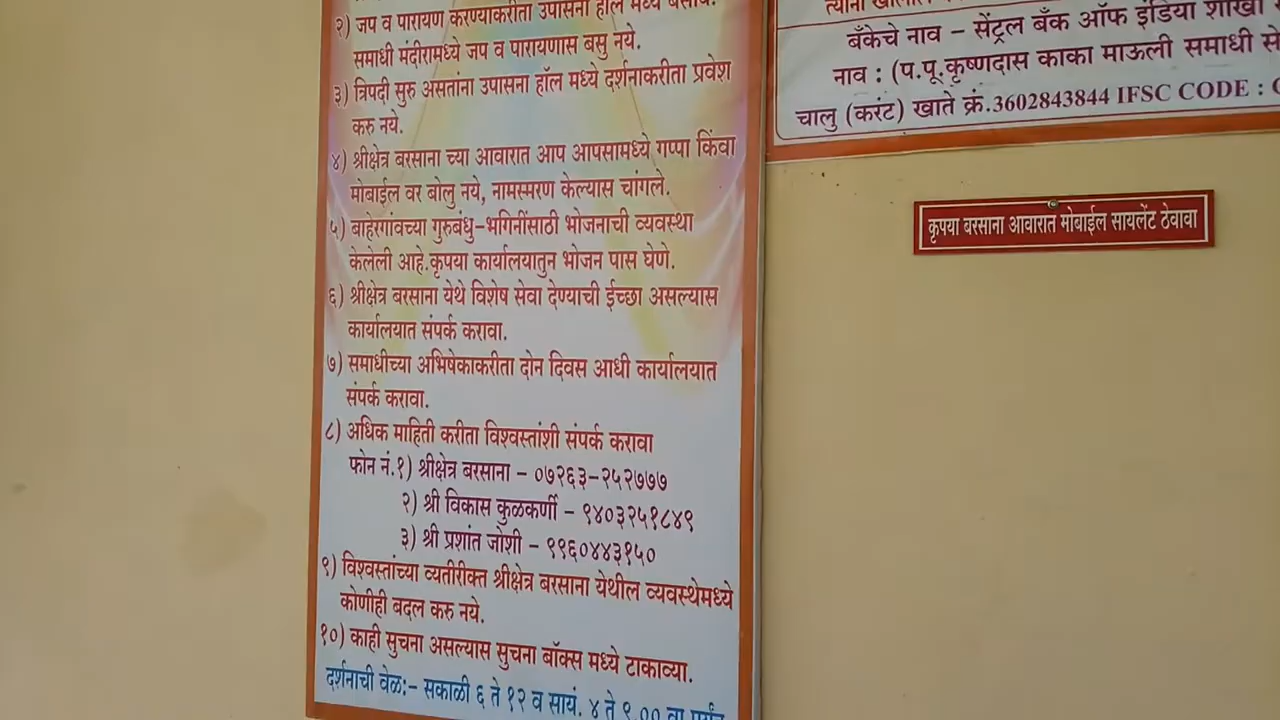 २) जप व पारायण करण्याकरीता उपासना हॉल मध्ये बसावे.
समाधी मंदीरामध्ये जप व पारायणास बसु नये.
३) त्रिपदी सुरु असतांना उपासना हॉल मध्ये दर्शनाकरीता प्रवेश
करु नये.
४) श्रीक्षेत्र बरसाना च्या आवारात आप आपसामध्ये गप्पा किंवा
मोबाईल वर बोलु नये, नामस्मरण केल्यास चांगले.
५) बाहेरगांवच्या गुरुबंधु-भगिनींसाठी भोजनाची व्यवस्था
केलेली आहे.कृपया कार्यालयातुन भोजन पास घेणे.
६) श्रीक्षेत्र बरसाना येथे विशेष सेवा देण्याची ईच्छा असल्यास
कार्यालयात संपर्क करावा.
७) समाधीच्या अभिषेकाकरीता दोन दिवस आधी कार्यालयात
संपर्क करावा.
८) अधिक माहिती करीता विश्वस्तांशी संपर्क करावा
फोन नं.१) श्रीक्षेत्र बरसाना – ०७२६३–२५२७७७
२) श्री विकास कुळकर्णी – ९४०३२५१८४९
३) श्री प्रशांत जोशी – ९९६०४४३१५०
९) विश्वस्तांच्या व्यतीरीक्त श्रीक्षेत्र बरसाना येथील व्यवस्थेमध्ये
कोणीही बदल करु नये.
१०) काही सुचना असल्यास सुचना बॉक्स मध्ये टाकाव्या.
दर्शनाची वेळ:- सकाळी ६ ते १२ व सायं. ४ ते ९.०० वा पर्यंत
बँकेचे नाव – सेंट्रल बँक ऑफ इंडिया शाखा
नाव : (प.पू.कृष्णदास काका माऊली समाधी
चालु (करंट) खाते क्रं.3602843844 IFSC CODE :
कृपया बरसाना आवारात मोबाईल सायलेंट ठेवावा